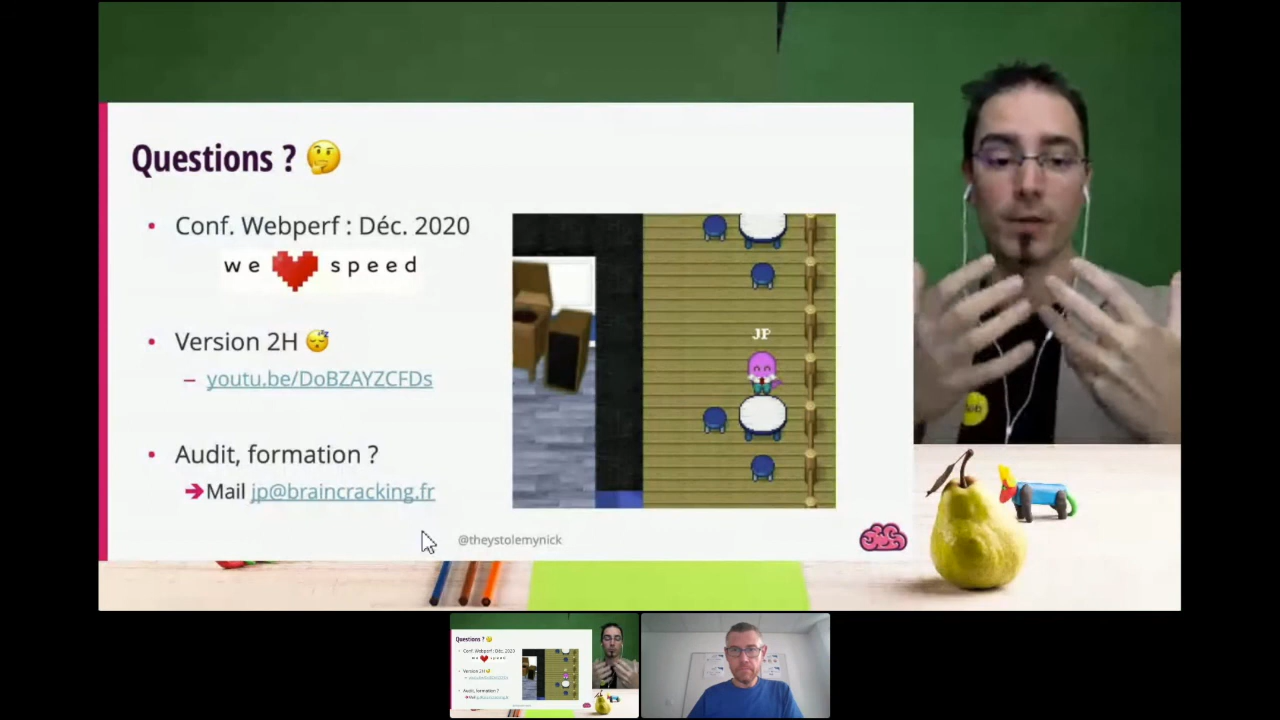 Questions ? 🤔
• Conf. Webperf : Déc. 2020
we ❤ speed
• Version 2H 😴
– youtu.be/DoBZAYZCFDs
• Audit, formation ?
➔Mail jp@braincracking.fr
@theystolemynick
JP